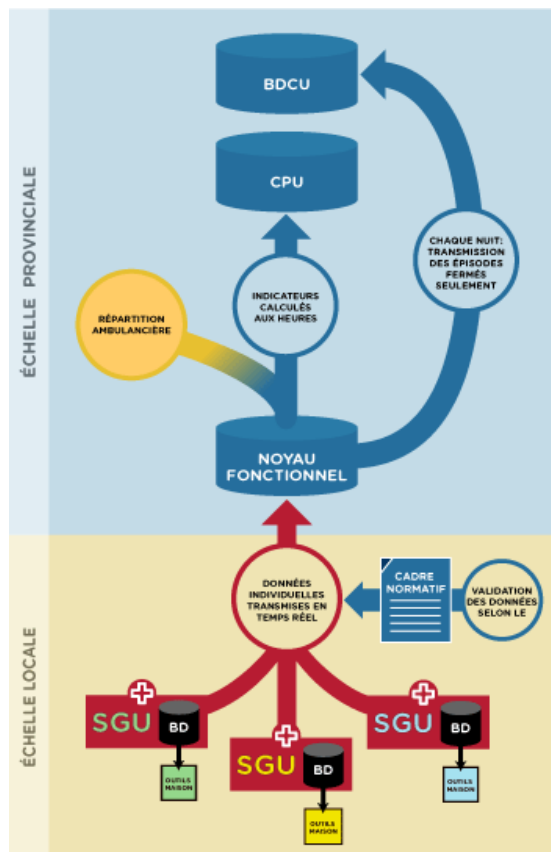 ÉCHELLE PROVINCIALE
BDCU
CPU
CHAQUE NUIT:
TRANSMISSION
DES ÉPISODES
FERMÉS
SEULEMENT
INDICATEURS
CALCULÉS
AUX HEURES
RÉPARTITION
AMBULANCIÈRE
NOYAU
FONCTIONNEL
ÉCHELLE LOCALE
DONNÉES
INDIVIDUELLES
TRANSMISES EN
TEMPS RÉEL
CADRE
NORMATIF
VALIDATION
DES DONNÉES
SELON LE
SGU
BD
OUTILS
MAISON
SGU
BD
OUTILS
MAISON
SGU
BD
OUTILS
MAISON